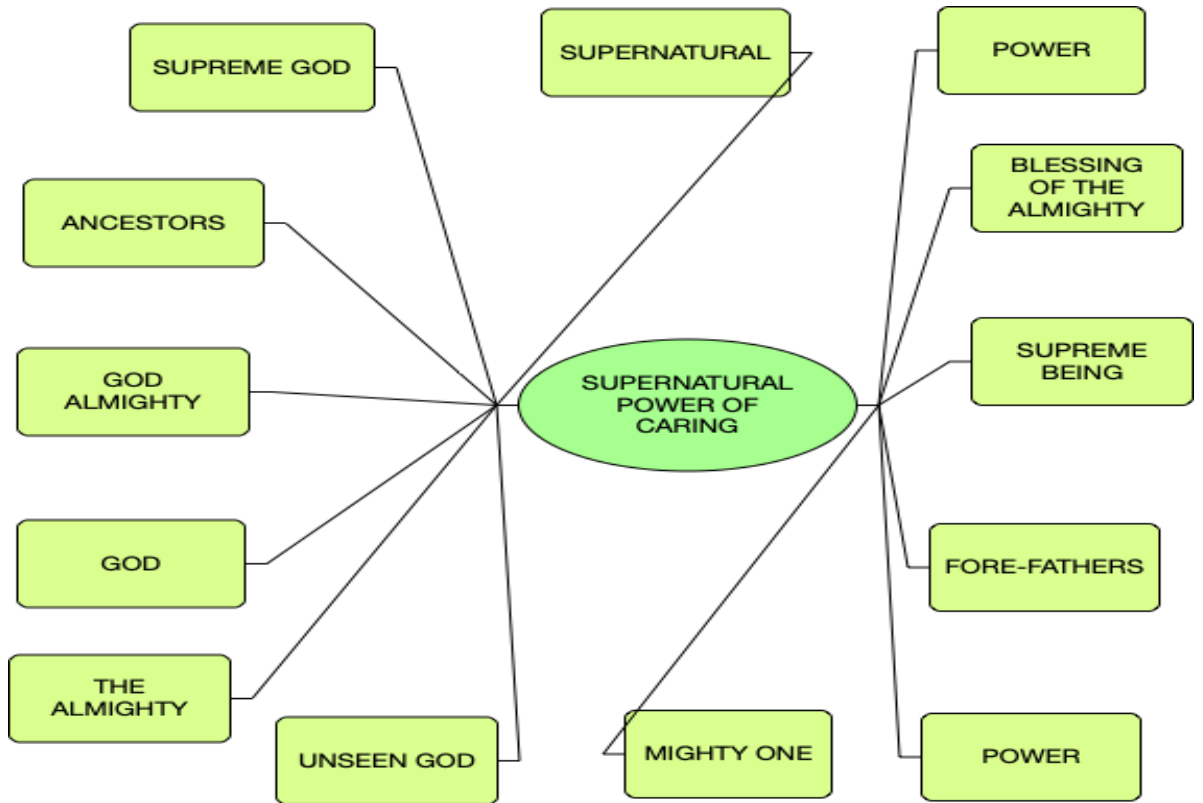 SUPREME GOD
SUPERNATURAL
POWER
BLESSING
OF THE
ALMIGHTY
ANCESTORS
GOD
ALMIGHTY
SUPERNATURAL
POWER OF
CARING
SUPREME
BEING
GOD
FORE-FATHERS
THE
ALMIGHTY
UNSEEN GOD
MIGHTY ONE
POWER